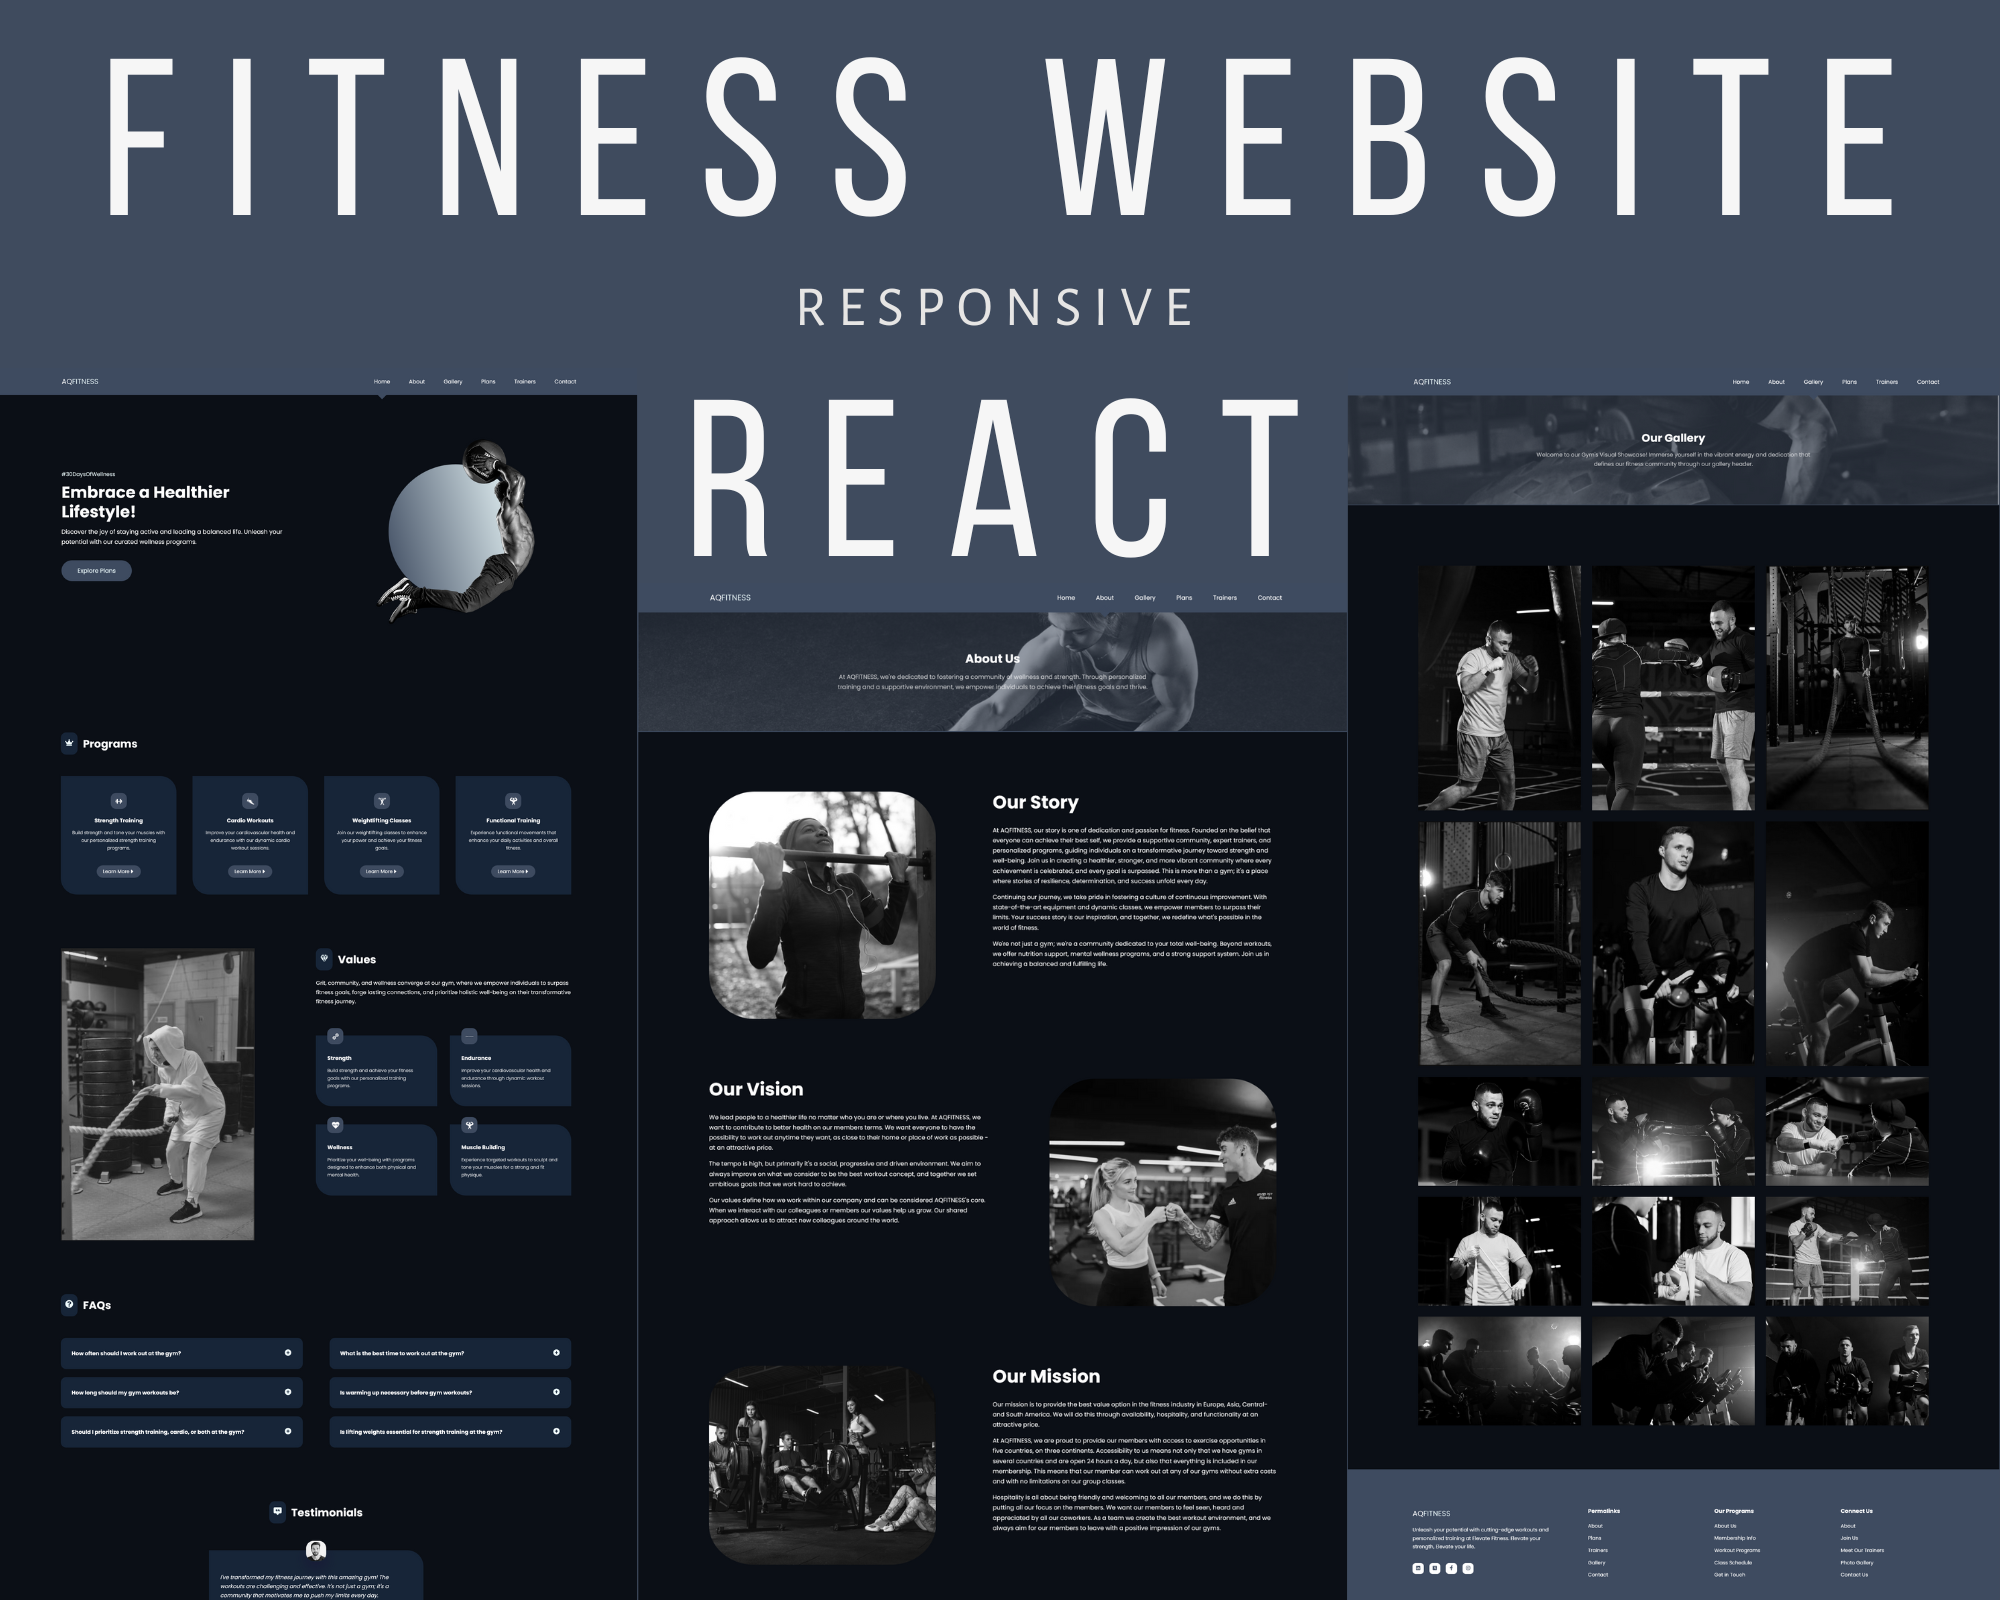 FITNESS WEBSITE
RESPONSIVE
REACT
AQFITNESS
Home About Gallery Plans Trainers Contact
#30DaysOfWellness
Embrace a Healthier
Lifestyle!
Discover the joy of staying active and leading a balanced life. Unleash your
potential with our curated wellness programs.
Explore Plans
Programs
Strength Training
Build strength and tone your muscles with
our personalized strength training
programs.
Learn More
Cardio Workouts
Improve your cardiovascular health and
endurance with our dynamic cardio
workout sessions.
Learn More
Weightlifting Classes
Join our weightlifting classes to enhance
your power and achieve your fitness
goals.
Learn More
Functional Training
Experience functional movements that
enhance your daily activities and overall
fitness.
Learn More
Values
Grit, community, and wellness converge at our gym, where we empower individuals to surpass
fitness goals, forge lasting connections, and prioritize holistic well-being on their transformative
fitness journey.
Strength
Build strength and achieve your fitness
goals with our personalized training
programs.
Endurance
Improve your cardiovascular health and
endurance through dynamic workout
sessions.
Wellness
Prioritize your well-being with programs
designed to enhance both physical and
mental health.
Muscle Building
Experience targeted workouts to sculpt and
tone your muscles for a strong and fit
physique.
FAQs
How often should I work out at the gym?
What is the best time to work out at the gym?
How long should my gym workouts be?
Is warming up necessary before gym workouts?
Should I prioritize strength training, cardio, or both at the gym?
Is lifting weights essential for strength training at the gym?
Testimonials
I've transformed my fitness journey with this amazing gym! The
workouts are challenging and effective. It's not just a gym; it's a
community that motivates me to push my limits every day.
AQFITNESS
Home About Gallery Plans Trainers Contact
About Us
At AQFITNESS, we're dedicated to fostering a community of wellness and strength. Through personalized
training and a supportive environment, we empower individuals to achieve their fitness goals and thrive.
Our Story
At AQFITNESS, our story is one of dedication and passion for fitness. Founded on the belief that
everyone can achieve their best self, we provide a supportive community, expert trainers, and
personalized programs, guiding individuals on a transformative journey toward strength and
well-being. Join us in creating a healthier, stronger, and more vibrant community where every
achievement is celebrated, and every goal is surpassed. This is more than a gym; it's a place
where stories of resilience, determination, and success unfold every day.
Continuing our journey, we take pride in fostering a culture of continuous improvement. With
state-of-the-art equipment and dynamic classes, we empower members to surpass their
limits. Your success story is our inspiration, and together, we redefine what's possible in the
world of fitness.
We're not just a gym; we're a community dedicated to your total well-being. Beyond workouts,
we offer nutrition support, mental wellness programs, and a strong support system. Join us in
achieving a balanced and fulfilling life.
Our Vision
We lead people to a healthier life no matter who you are or where you live. At AQFITNESS, we
want to contribute to better health on our members terms. We want everyone to have the
possibility to work out anytime they want, as close to their home or place of work as possible -
at an attractive price.
The tempo is high, but primarily it's a social, progressive and driven environment. We aim to
always improve on what we consider to be the best workout concept, and together we set
ambitious goals that we work hard to achieve.
Our values define how we work within our company and can be considered AQFITNESS's core.
When we interact with our colleagues or members our values help us grow. Our shared
approach allows us to attract new colleagues around the world.
Our Mission
Our mission is to provide the best value option in the fitness industry in Europe, Asia, Central-
and South America. We will do this through availability, hospitality, and functionality at an
attractive price.
At AQFITNESS, we are proud to provide our members with access to exercise opportunities in
five countries, on three continents. Accessibility to us means not only that we have gyms in
several countries and are open 24 hours a day, but also that everything is included in our
membership. This means that our member can work out at any of our gyms without extra costs
and with no limitations on our group classes.
Hospitality is all about being friendly and welcoming to all our members, and we do this by
putting all our focus on the members. We want our members to feel seen, heard and
appreciated by all our coworkers. As a team we create the best workout environment, and we
always aim for our members to leave with a positive impression of our gyms.
AQFITNESS
Home About Gallery Plans Trainers Contact
Our Gallery
Welcome to our Gym's Visual Showcase! Immerse yourself in the vibrant energy and dedication that
defines our fitness community through our gallery header.
AQFITNESS
Unleash your potential with cutting-edge workouts and
personalized training at Elevate Fitness. Elevate your
strength, Elevate your life.
Permalinks
About
Plans
Trainers
Gallery
Contact
Our Programs
About Us
Membership Info
Workout Programs
Class Schedule
Get in Touch
Connect Us
About
Join Us
Meet Our Trainers
Photo Gallery
Contact Us